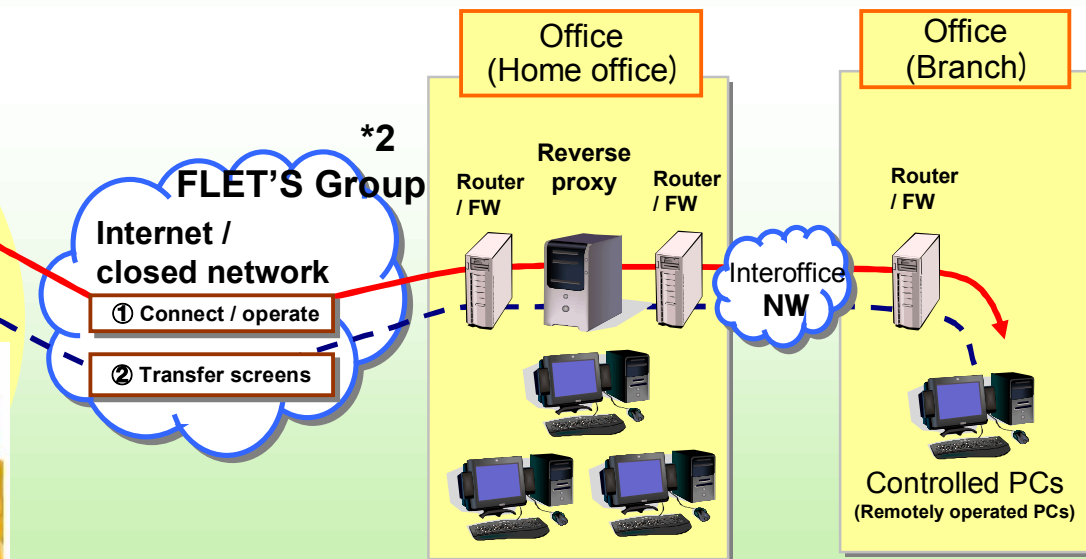 Office
(Home office)
Office
(Branch)
*2
FLET'S Group
Internet /
closed network
① Connect / operate
② Transfer screens
Router
/ FW
Reverse
proxy
Router
/ FW
Interoffice
NW
Router
/ FW
Controlled PCs
(Remotely operated PCs)